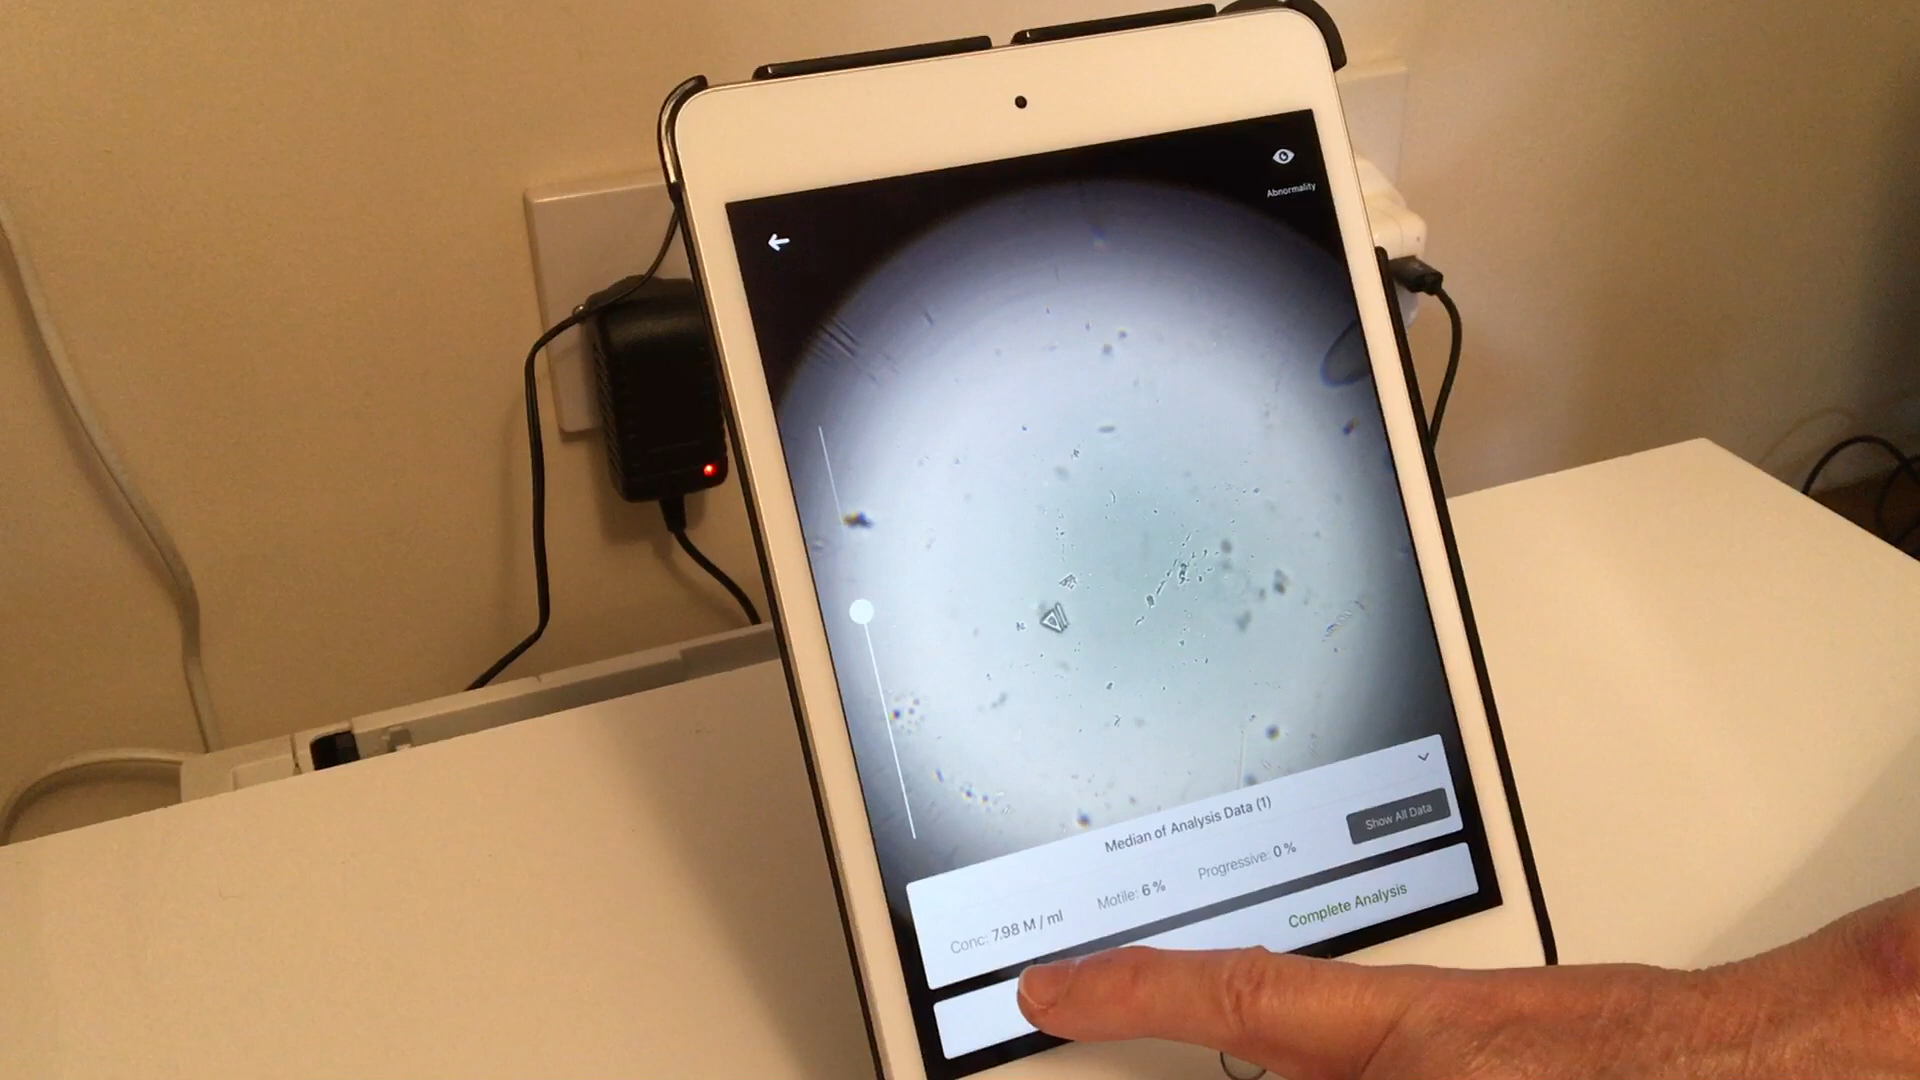 Abnormality
Median of Analysis Data (1)
Show All Data
Conc: 7.98 M / ml Motile: 6 % Progressive: 0 %
Complete Analysis